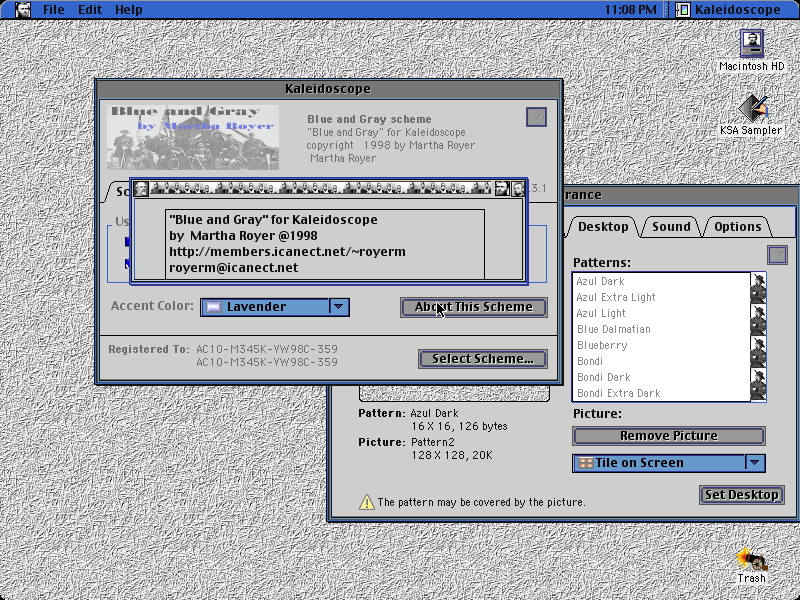 File Edit Help
11:08 PM
Kaleidoscope
Macintosh HD
KSA Sampler
Kaleidoscope
Blue and Gray
by Martha Royer
Blue and Gray scheme
"Blue and Gray" for Kaleidoscope
copyright 1998 by Martha Royer
Martha Royer
?
Sc
3.1
Us
"Blue and Gray" for Kaleidoscope
by Martha Royer @1998
http://members.icanect.net/~royerm
royerm@icanect.net
Accent Color:
Lavender
About This Scheme
Registered To: AC10-M345K-VW98C-359
AC10-M345K-VW98C-359
Select Scheme...
rance
Desktop
Sound
Options
?
Patterns:
Azul Dark
Azul Extra Light
Azul Light
Blue Dalmatian
Blueberry
Bondi
Bondi Dark
Bondi Extra Dark
Pattern: Azul Dark
16 X 16, 126 bytes
Picture: Pattern2
128 X 128, 20K
Picture:
Remove Picture
Tile on Screen
The pattern may be covered by the picture.
Set Desktop
Trash